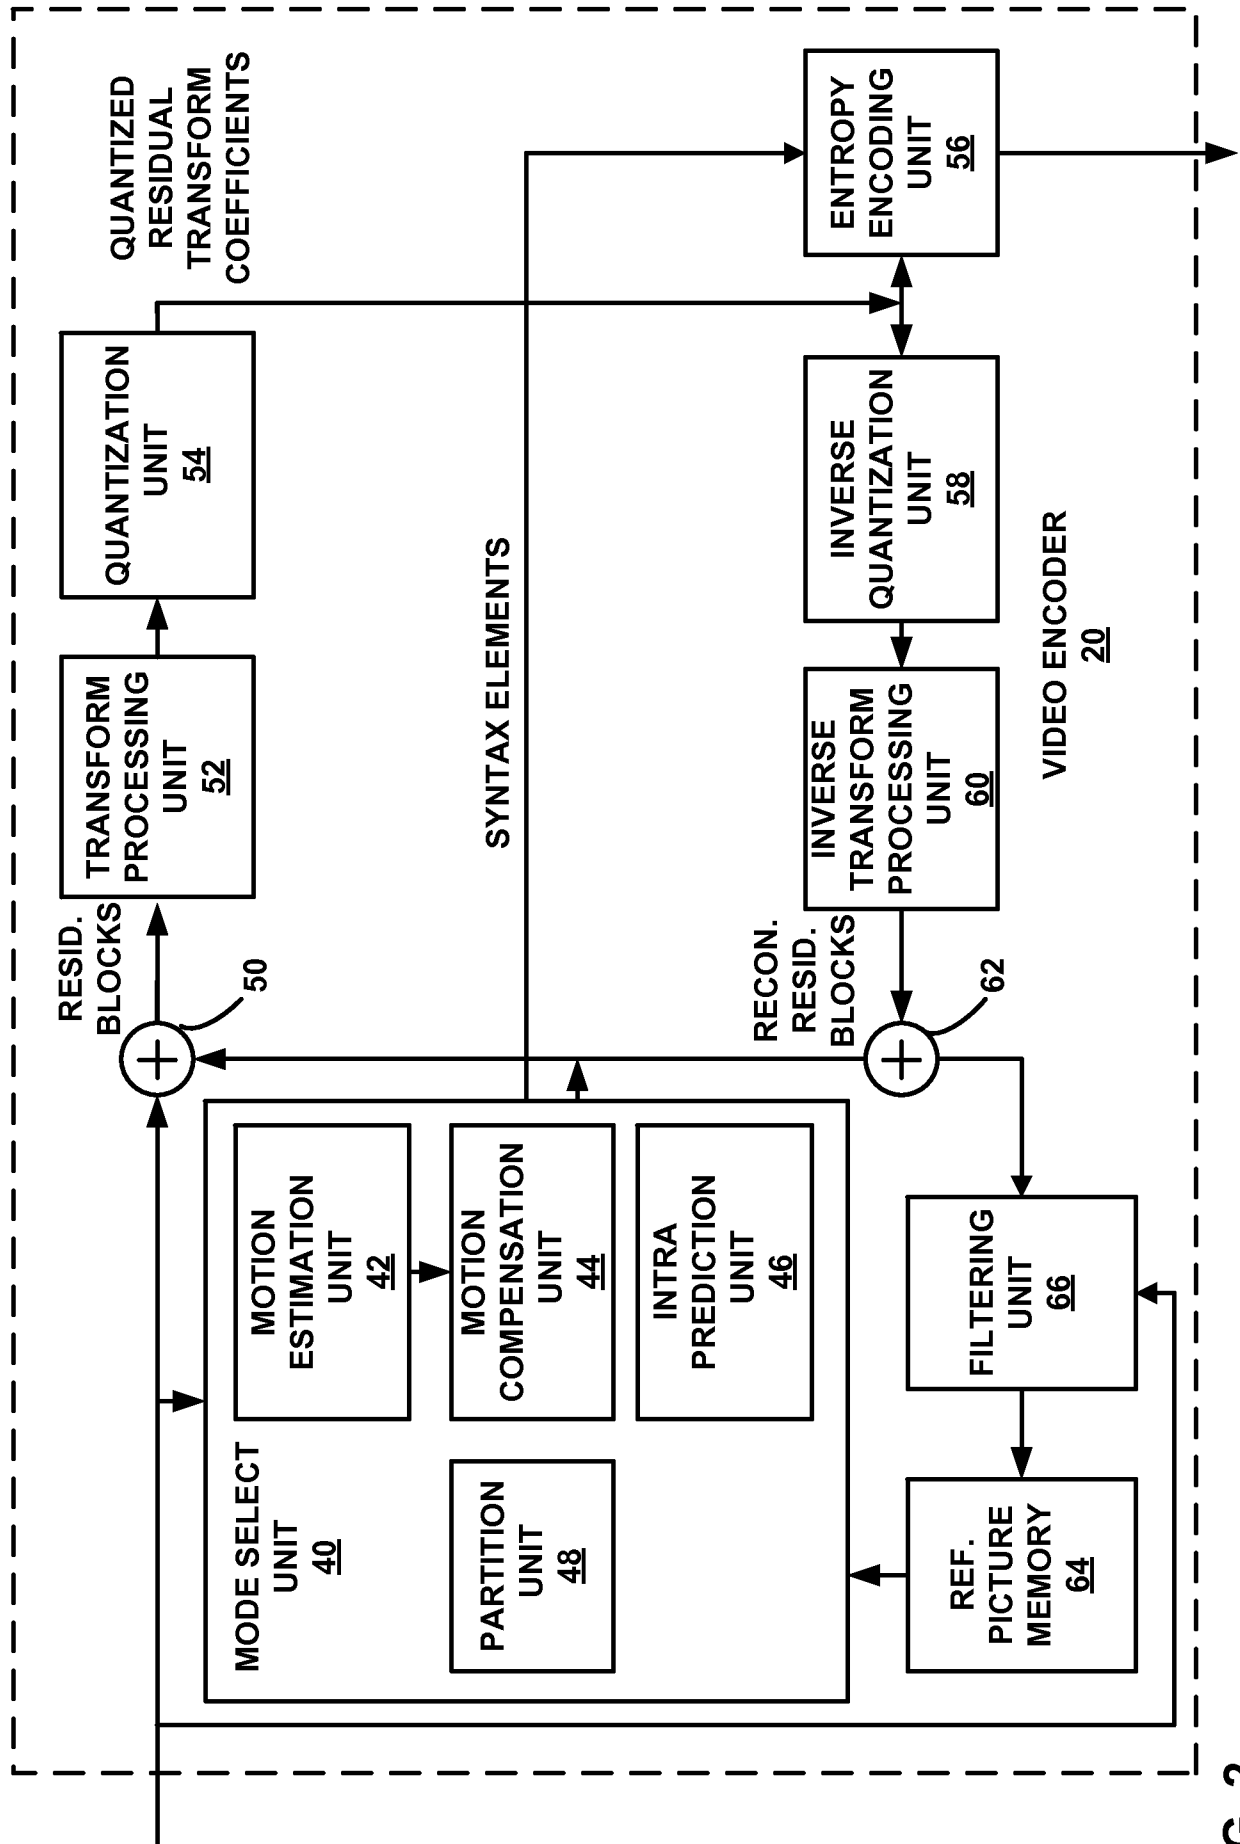 RESID.
BLOCKS
TRANSFORM
PROCESSING
UNIT
52
QUANTIZATION
UNIT
54
QUANTIZED
RESIDUAL
TRANSFORM
COEFFICIENTS
50
MODE SELECT
UNIT
40
MOTION
ESTIMATION
UNIT
42
PARTITION
UNIT
48
MOTION
COMPENSATION
UNIT
44
INTRA
PREDICTION
UNIT
46
SYNTAX ELEMENTS
RECON.
RESID.
BLOCKS
INVERSE
TRANSFORM
PROCESSING
UNIT
60
INVERSE
QUANTIZATION
UNIT
58
ENTROPY
ENCODING
UNIT
56
62
REF.
PICTURE
MEMORY
64
FILTERING
UNIT
66
VIDEO ENCODER
20